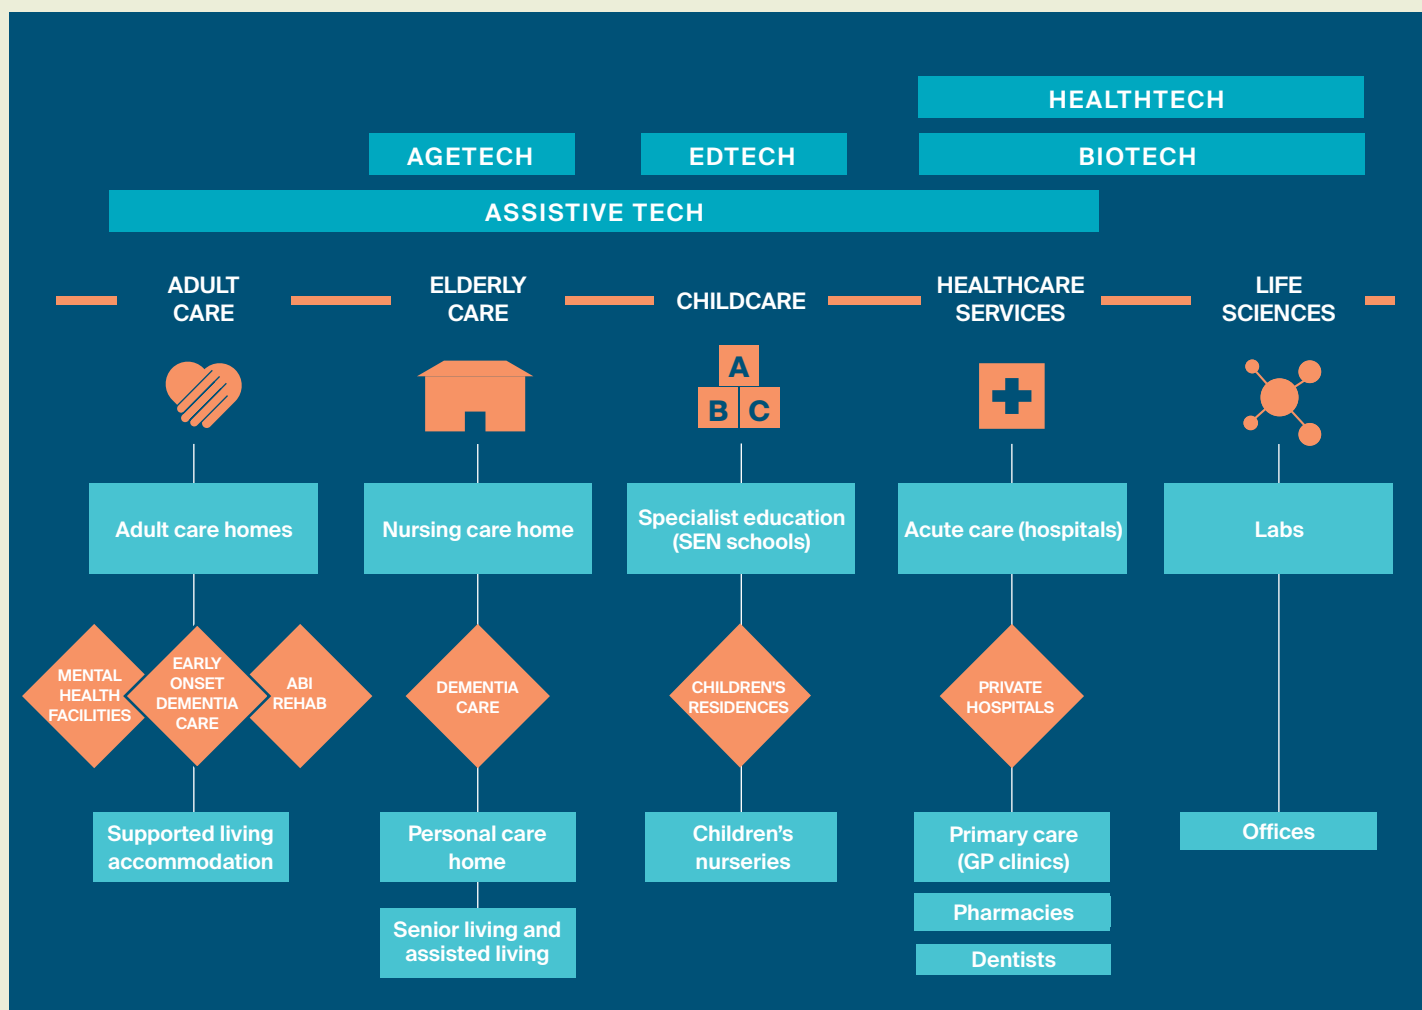 HEALTHTECH
AGETECH
EDTECH
BIOTECH
ASSISTIVE TECH
ADULT
CARE
ELDERLY
CARE
CHILDCARE
HEALTHCARE
SERVICES
LIFE
SCIENCES
A
B C
Adult care homes
Nursing care home
Specialist education
(SEN schools)
Acute care (hospitals)
Labs
MENTAL
HEALTH
FACILITIES
EARLY
ONSET
DEMENTIA
CARE
ABI
REHAB
DEMENTIA
CARE
CHILDREN'S
RESIDENCES
PRIVATE
HOSPITALS
Supported living
accommodation
Personal care
home
Children’s
nurseries
Primary care
(GP clinics)
Offices
Senior living and
assisted living
Pharmacies
Dentists